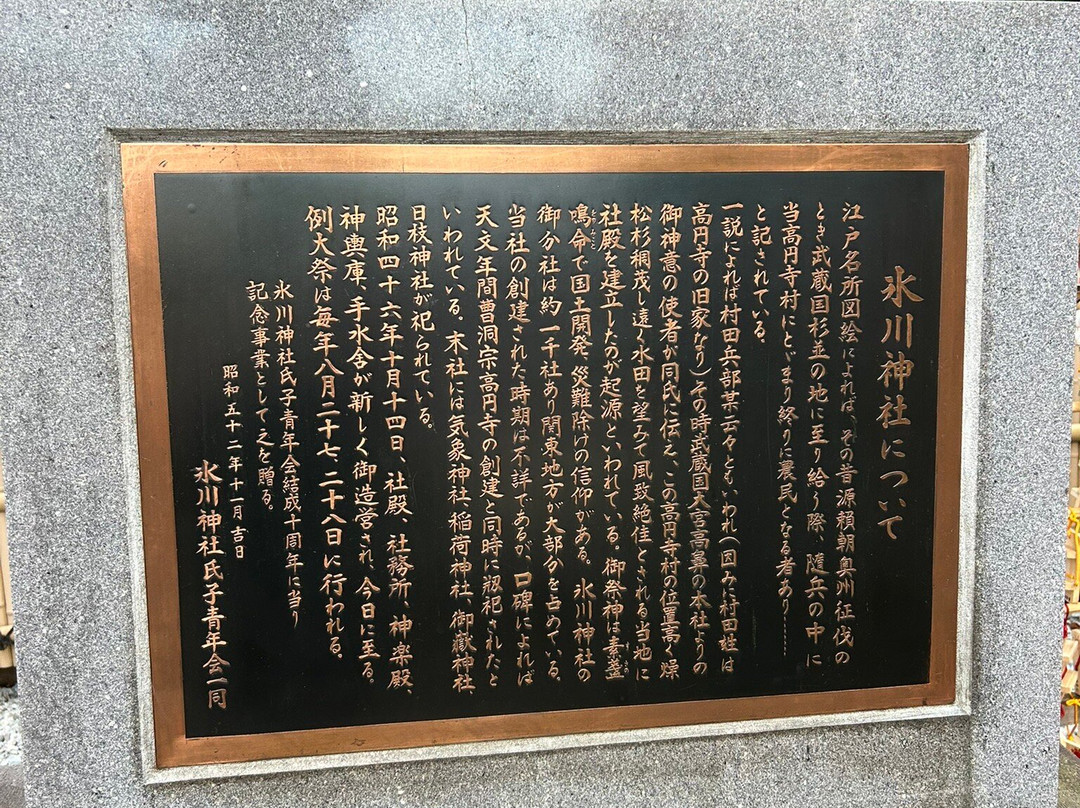 氷川神社について
江戸名所図絵によれば、その昔源頼朝奥州征伐の
とき武蔵国杉並の地に至り給う際、随兵の中に
当高円寺村にとゞまり終りに農民となる者あり……
と記されている。
一説によれば村田兵部某云々ともいわれ(因みに村田姓は
高円寺の旧家なり)その時武蔵国大宮高鼻の本社よりの
御神意の使者が同氏に伝え、この高円寺村の位置高く燥
松杉桐茂し遠く水田を望みて風致絶佳とされる当地に
社殿を建立したのが起源といわれている。御祭神は素盞
鳴命で国土開発、災難除けの信仰がある。氷川神社の
御分社は約一千社あり関東地方が大部分を占めている。
当社の創建された時期は不詳であるが、口碑によれば
天文年間曹洞宗高円寺の創建と同時に剏祀されたと
いわれている。末社には気象神社、稲荷神社、御嶽神社
日枝神社が祀られている。
昭和四十六年十月十四日、社殿、社務所、神楽殿、
神輿庫、手水舎が新しく御造営され、今日に至る。
例大祭は毎年八月二十七、二十八日に行われる。
氷川神社氏子青年会結成十周年に当り
記念事業として之を贈る。
昭和五十二年十一月吉日
氷川神社氏子青年会一同